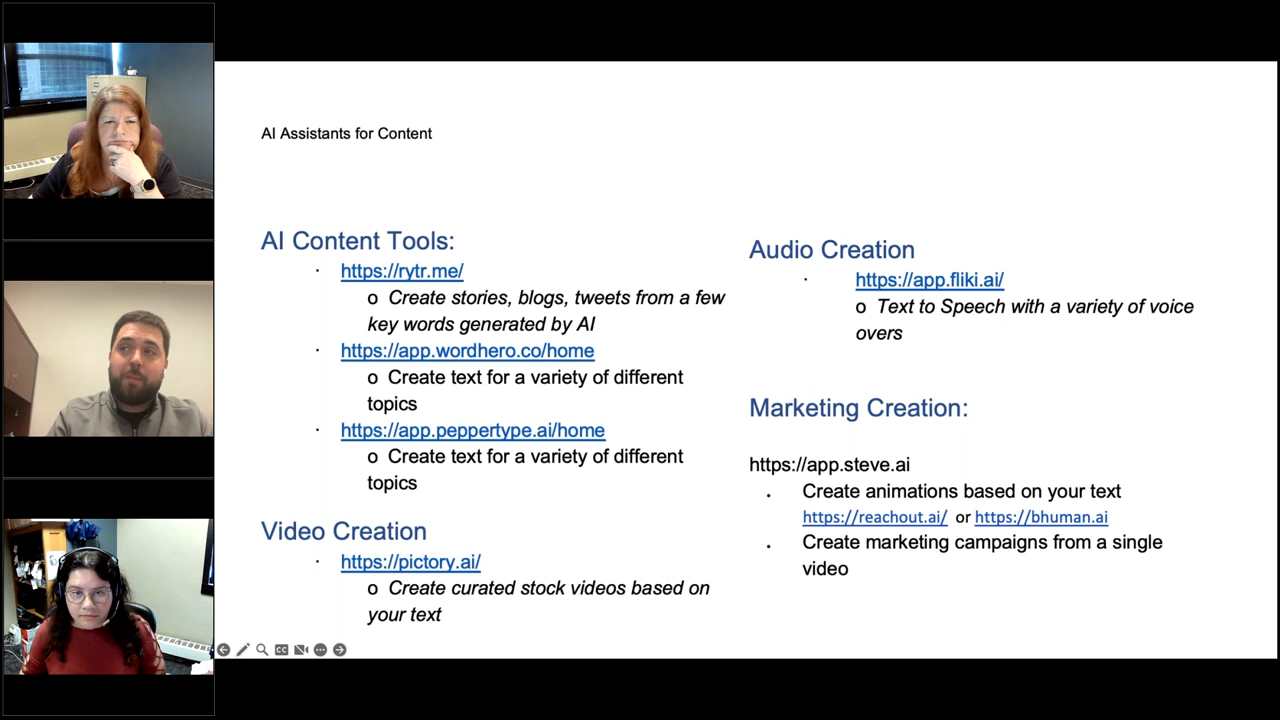 AI Assistants for Content
AI Content Tools:
· https://rytr.me/
o Create stories, blogs, tweets from a few
key words generated by AI
· https://app.wordhero.co/home
o Create text for a variety of different
topics
· https://app.peppertype.ai/home
o Create text for a variety of different
topics
Video Creation
· https://pictory.ai/
o Create curated stock videos based on
your text
Audio Creation
· https://app.fliki.ai/
o Text to Speech with a variety of voice
overs
Marketing Creation:
https://app.steve.ai
• Create animations based on your text
https://reachout.ai/ or https://bhuman.ai
• Create marketing campaigns from a single
video
CC